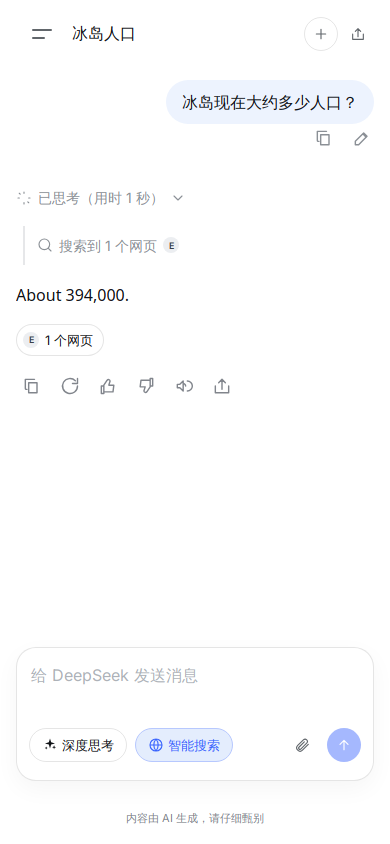 冰岛人口
冰岛现在大约多少人口？
已思考（用时 1 秒）
搜索到 1 个网页 E
About 394,000.
E 1 个网页
给 DeepSeek 发送消息
深度思考 智能搜索
内容由 AI 生成，请仔细甄别